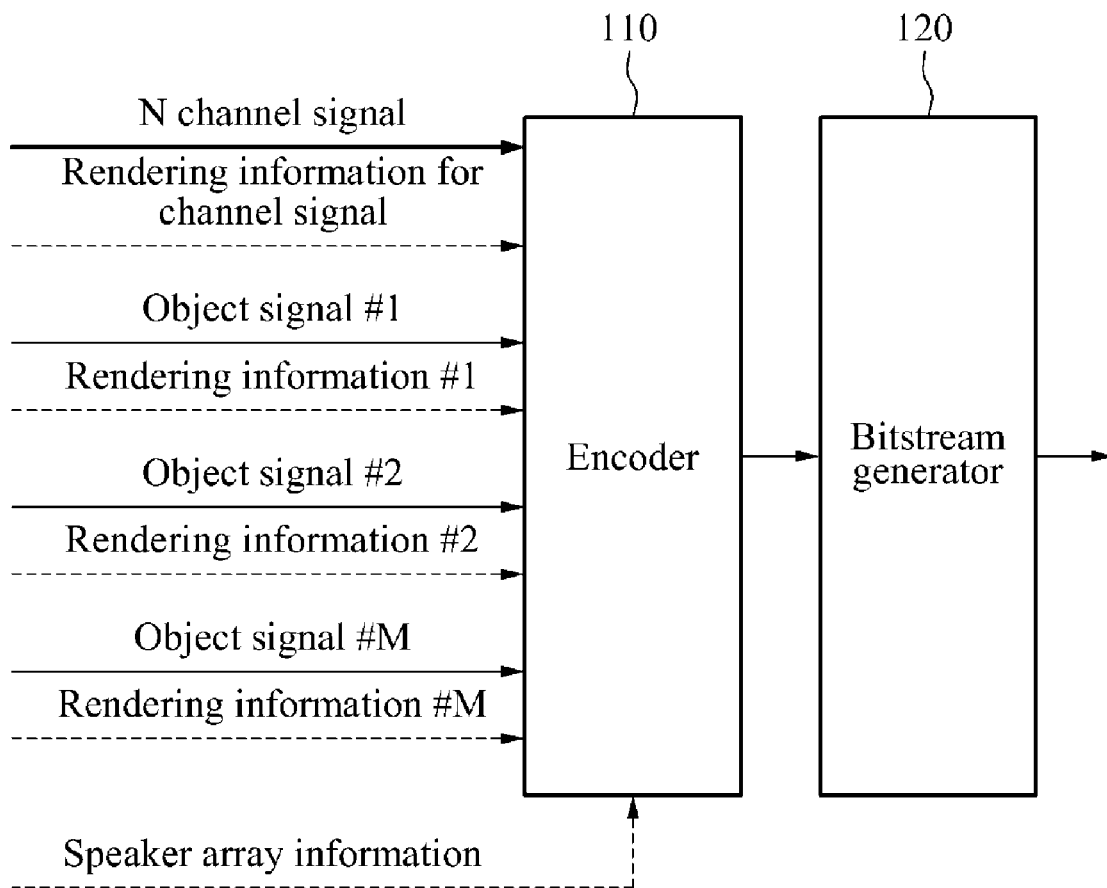 110
120
N channel signal
Rendering information for
channel signal
Object signal #1
Rendering information #1
Object signal #2
Rendering information #2
Object signal #M
Rendering information #M
Speaker array information
Encoder
Bitstream
generator